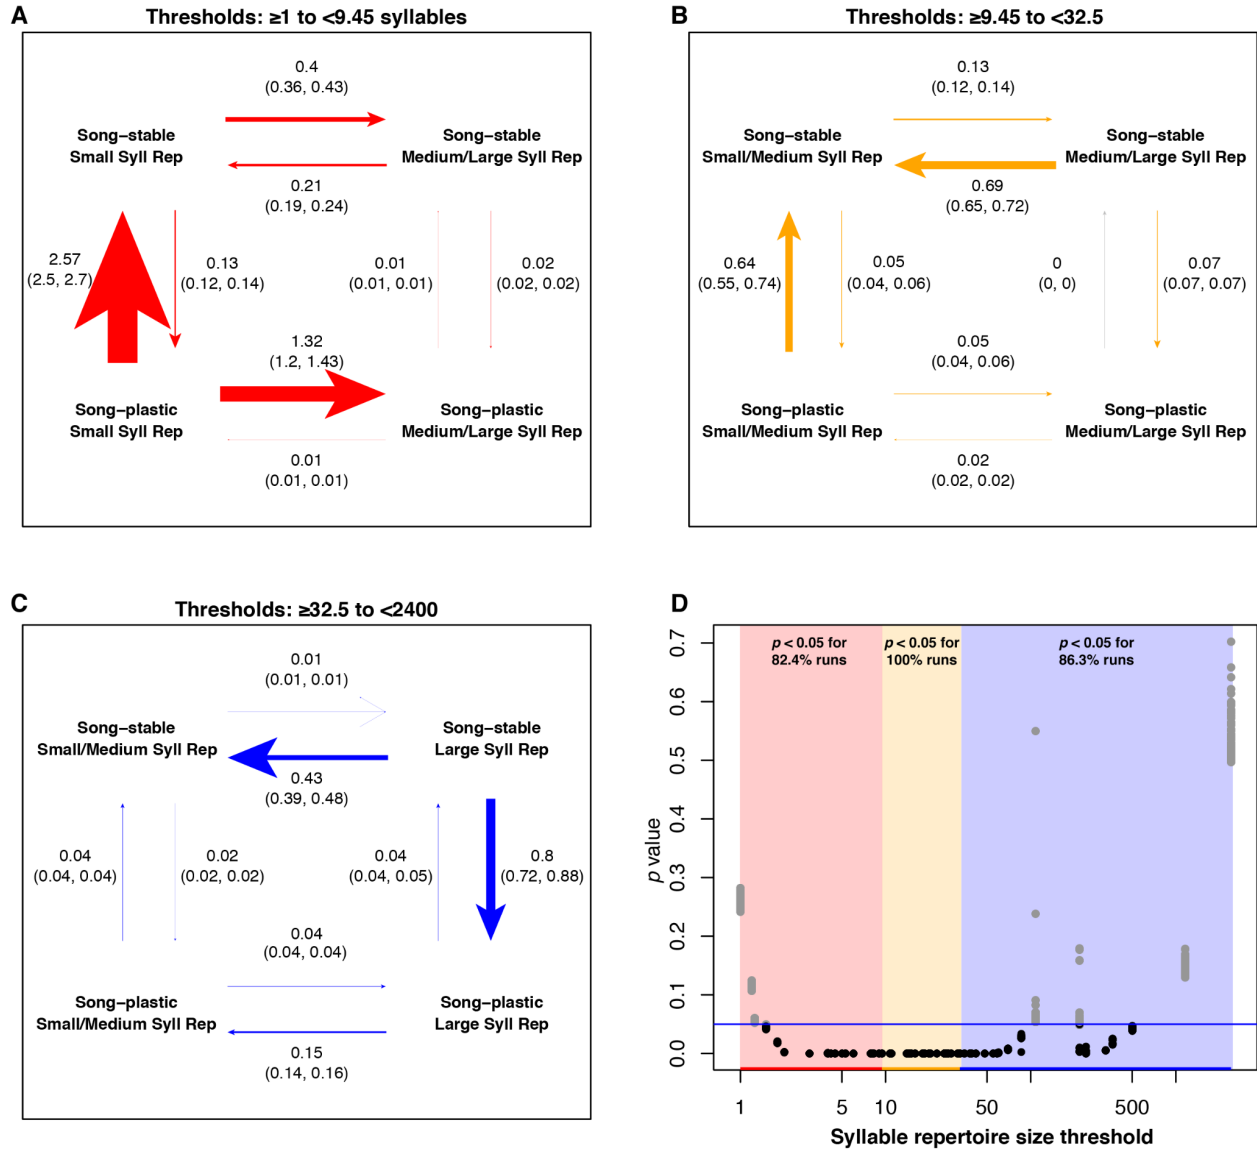 A
Thresholds: ≥1 to <9.45 syllables
0.4
(0.36, 0.43)
Song–stable
Small Syll Rep
Song–stable
Medium/Large Syll Rep
0.21
(0.19, 0.24)
2.57
(2.5, 2.7)
0.13
(0.12, 0.14)
0.01
(0.01, 0.01)
0.02
(0.02, 0.02)
1.32
(1.2, 1.43)
Song–plastic
Small Syll Rep
Song–plastic
Medium/Large Syll Rep
0.01
(0.01, 0.01)
B
Thresholds: ≥9.45 to <32.5
0.13
(0.12, 0.14)
Song–stable
Small/Medium Syll Rep
Song–stable
Medium/Large Syll Rep
0.69
(0.65, 0.72)
0.64
(0.55, 0.74)
0.05
(0.04, 0.06)
0
(0, 0)
0.07
(0.07, 0.07)
0.05
(0.04, 0.06)
Song–plastic
Small/Medium Syll Rep
Song–plastic
Medium/Large Syll Rep
0.02
(0.02, 0.02)
C
Thresholds: ≥32.5 to <2400
0.01
(0.01, 0.01)
Song–stable
Small/Medium Syll Rep
Song–stable
Large Syll Rep
0.43
(0.39, 0.48)
0.04
(0.04, 0.04)
0.02
(0.02, 0.02)
0.04
(0.04, 0.05)
0.8
(0.72, 0.88)
0.04
(0.04, 0.04)
Song–plastic
Small/Medium Syll Rep
Song–plastic
Large Syll Rep
0.15
(0.14, 0.16)
D
p < 0.05 for
82.4% runs
p < 0.05 for
100% runs
p < 0.05 for
86.3% runs
0.7
0.6
0.5
0.4
0.3
0.2
0.1
0.0
p value
1
5
10
50
500
Syllable repertoire size threshold